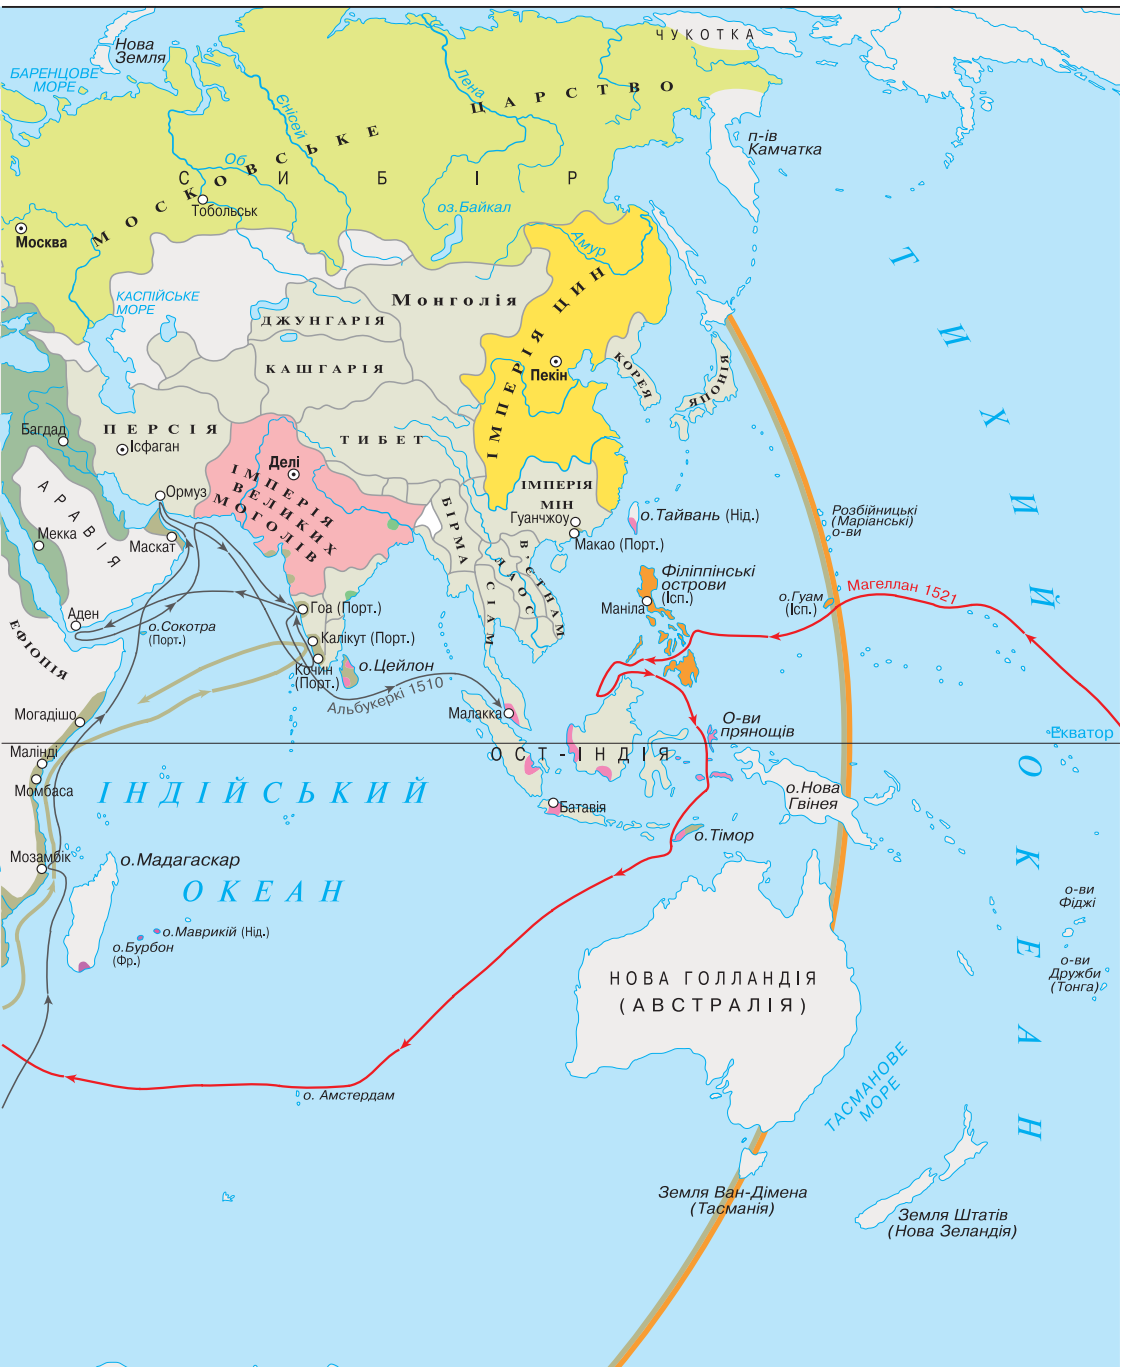 ЧУКОТКА
Нова
Земля
БАРЕНЦОВЕ
МОРЕ
Лена
Єнісей
Об
МОСКОВСЬКЕ ЦАРСТВО
СИБІР
п-ів
Камчатка
Тобольськ
оз.Байкал
Москва
Амур
КАСПІЙСЬКЕ
МОРЕ
Монголія
ДЖУНГАРІЯ
КАШГАРІЯ
ІМПЕРІЯ ЦИН
Пекін
КОРЕЯ
ЯПОНІЯ
ТИХИЙ ОКЕАН
Багдад
ПЕРСІЯ
Ісфаган
ТИБЕТ
Делі
ІМПЕРІЯ
ВЕЛИКИХ
МОГОЛІВ
Ормуз
АРАВІЯ
Мекка
Маскат
БІРМА
ІМПЕРІЯ
МІН
Гуанчжоу
Макао (Порт.)
о.Тайвань (Нід.)
Розбійницькі
(Маріанські)
о-ви
В'ЄТНАМ
ЛАОС
СІАМ
Філіппінські
острови
(Ісп.)
Маніла
о.Гуам
(Ісп.)
Магеллан 1521
Аден
ЕФІОПІЯ
о.Сокотра
(Порт.)
Гоа (Порт.)
Калікут (Порт.)
Кочин
(Порт.)
о.Цейлон
Альбукеркі 1510
Малакка
Могадішо
О-ви
прянощів
Екватор
Малінді
Момбаса
ОСТ-ІНДІЯ
ІНДІЙСЬКИЙ
ОКЕАН
Батавія
о.Нова
Гвінея
о.Тімор
Мозамбік
о.Мадагаскар
о.Маврикій (Нід.)
о.Бурбон
(Фр.)
о-ви
Фіджі
о-ви
Дружби
(Тонга)
НОВА ГОЛЛАНДІЯ
(АВСТРАЛІЯ)
ТАСМАНОВЕ
МОРЕ
о. Амстердам
Земля Ван-Дімена
(Тасманія)
Земля Штатів
(Нова Зеландія)